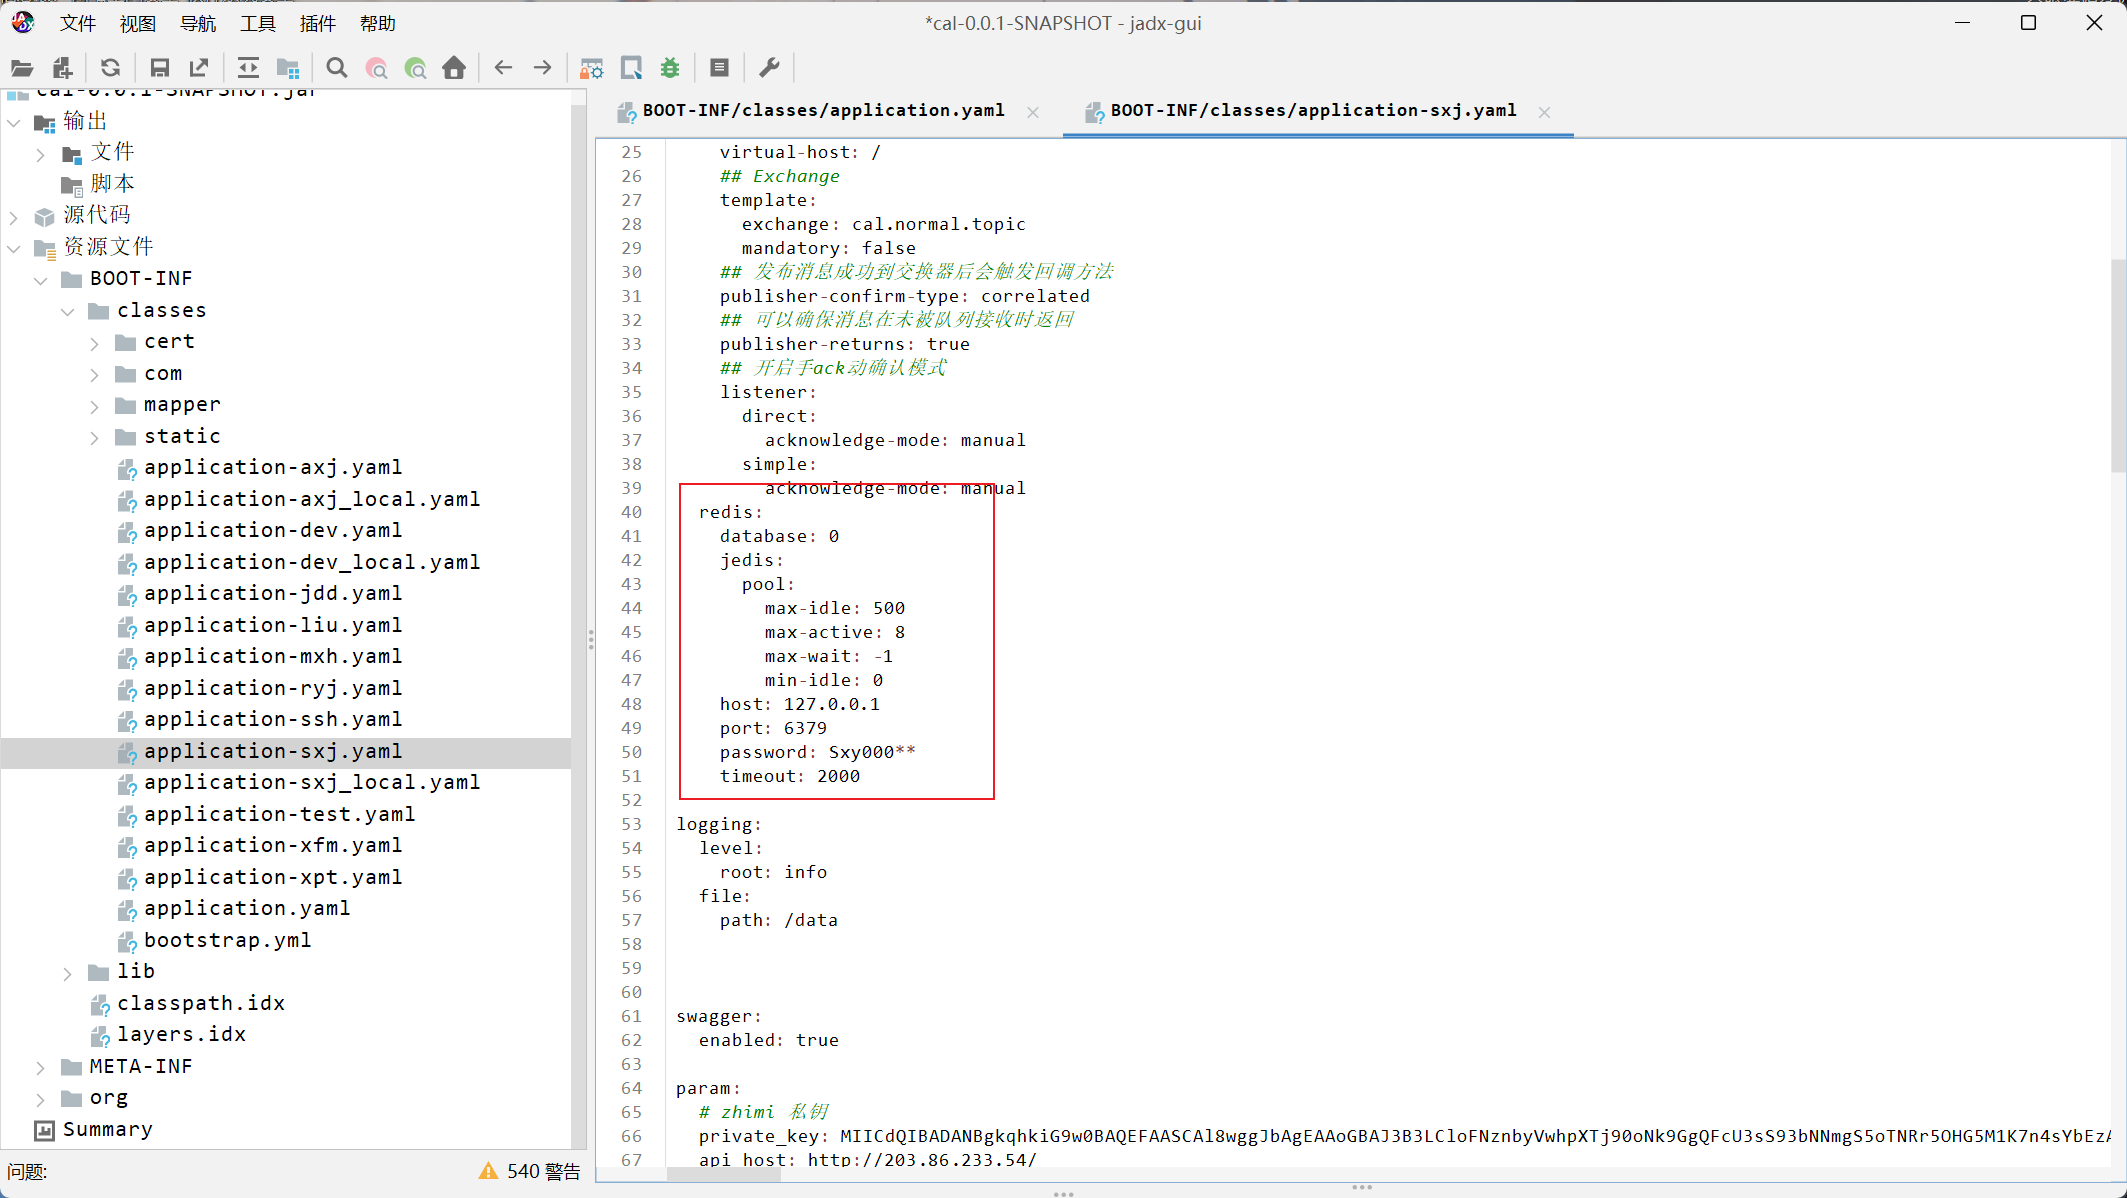 文件 视图 导航 工具 插件 帮助
*cal-0.0.1-SNAPSHOT - jadx-gui
cal-0.0.1-SNAPSHOT.jar
输出
文件
脚本
源代码
资源文件
BOOT-INF
classes
cert
com
mapper
static
application-axj.yaml
application-axj_local.yaml
application-dev.yaml
application-dev_local.yaml
application-jdd.yaml
application-liu.yaml
application-mxh.yaml
application-ryj.yaml
application-ssh.yaml
application-sxj.yaml
application-sxj_local.yaml
application-test.yaml
application-xfm.yaml
application-xpt.yaml
application.yaml
bootstrap.yml
lib
classpath.idx
layers.idx
META-INF
org
Summary
问题:
540 警告
BOOT-INF/classes/application.yaml
BOOT-INF/classes/application-sxj.yaml
25 virtual-host: /
26 ## Exchange
27 template:
28 exchange: cal.normal.topic
29 mandatory: false
30 ## 发布消息成功到交换器后会触发回调方法
31 publisher-confirm-type: correlated
32 ## 可以确保消息在未被队列接收时返回
33 publisher-returns: true
34 ## 开启手ack动确认模式
35 listener:
36 direct:
37 acknowledge-mode: manual
38 simple:
39 acknowledge-mode: manual
40 redis:
41 database: 0
42 jedis:
43 pool:
44 max-idle: 500
45 max-active: 8
46 max-wait: -1
47 min-idle: 0
48 host: 127.0.0.1
49 port: 6379
50 password: Sxy000**
51 timeout: 2000
52
53 logging:
54 level:
55 root: info
56 file:
57 path: /data
58
59
60
61 swagger:
62 enabled: true
63
64 param:
65 # zhimi 私钥
66 private_key: MIICdQIBADANBgkqhkiG9w0BAQEFAASCAl8wggJbAgEAAoGBAJ3B3LCloFNznbyVwhpXTj90oNk9GgQFcU3sS93bNNmgS5oTNRr5OHG5M1K7n4sYbEzA
67 api_host: http://203.86.233.54/